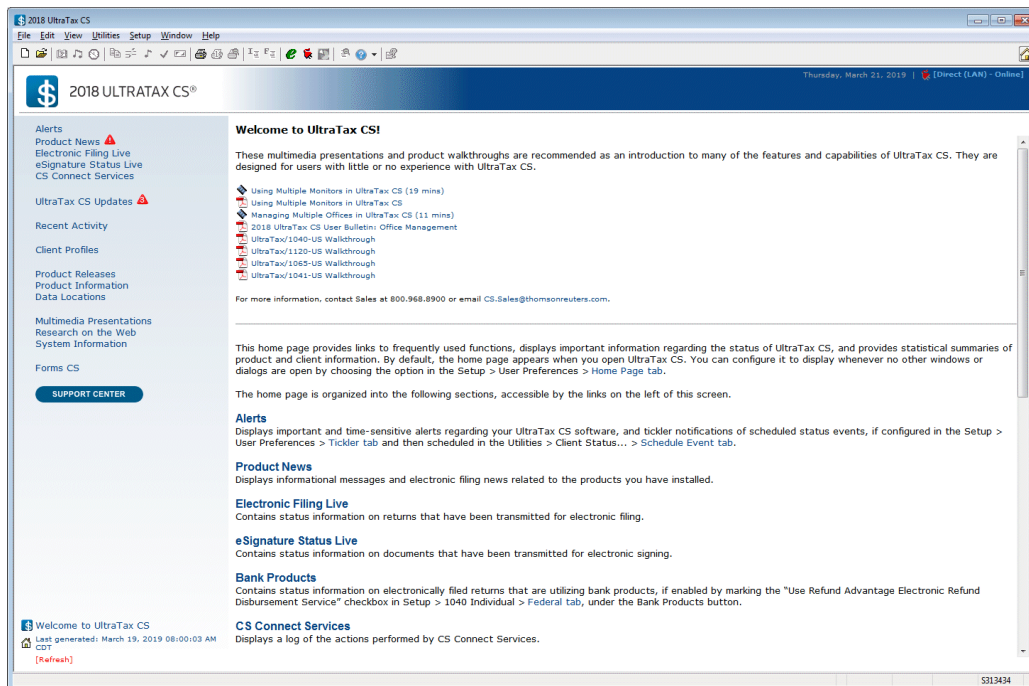 2018 UltraTax CS
File Edit View Utilities Setup Window Help
Thursday, March 21, 2019 | [Direct (LAN) - Online]
2018 ULTRATAX CS®
Alerts
Product News
Electronic Filing Live
eSignature Status Live
CS Connect Services
UltraTax CS Updates
Recent Activity
Client Profiles
Product Releases
Product Information
Data Locations
Multimedia Presentations
Research on the Web
System Information
Forms CS
SUPPORT CENTER
Welcome to UltraTax CS
Last generated: March 19, 2019 08:00:03 AM
CDT
[Refresh]
Welcome to UltraTax CS!
These multimedia presentations and product walkthroughs are recommended as an introduction to many of the features and capabilities of UltraTax CS. They are
designed for users with little or no experience with UltraTax CS.
Using Multiple Monitors in UltraTax CS (19 mins)
Using Multiple Monitors in UltraTax CS
Managing Multiple Offices in UltraTax CS (11 mins)
2018 UltraTax CS User Bulletin: Office Management
UltraTax/1040-US Walkthrough
UltraTax/1120-US Walkthrough
UltraTax/1065-US Walkthrough
UltraTax/1041-US Walkthrough
For more information, contact Sales at 800.968.8900 or email CS.Sales@thomsonreuters.com.
This home page provides links to frequently used functions, displays important information regarding the status of UltraTax CS, and provides statistical summaries of
product and client information. By default, the home page appears when you open UltraTax CS. You can configure it to display whenever no other windows or
dialogs are open by choosing the option in the Setup > User Preferences > Home Page tab.
The home page is organized into the following sections, accessible by the links on the left of this screen.
Alerts
Displays important and time-sensitive alerts regarding your UltraTax CS software, and tickler notifications of scheduled status events, if configured in the Setup >
User Preferences > Tickler tab and then scheduled in the Utilities > Client Status... > Schedule Event tab.
Product News
Displays informational messages and electronic filing news related to the products you have installed.
Electronic Filing Live
Contains status information on returns that have been transmitted for electronic filing.
eSignature Status Live
Contains status information on documents that have been transmitted for electronic signing.
Bank Products
Contains status information on electronically filed returns that are utilizing bank products, if enabled by marking the “Use Refund Advantage Electronic Refund
Disbursement Service” checkbox in Setup > 1040 Individual > Federal tab, under the Bank Products button.
CS Connect Services
Displays a log of the actions performed by CS Connect Services.
S313434